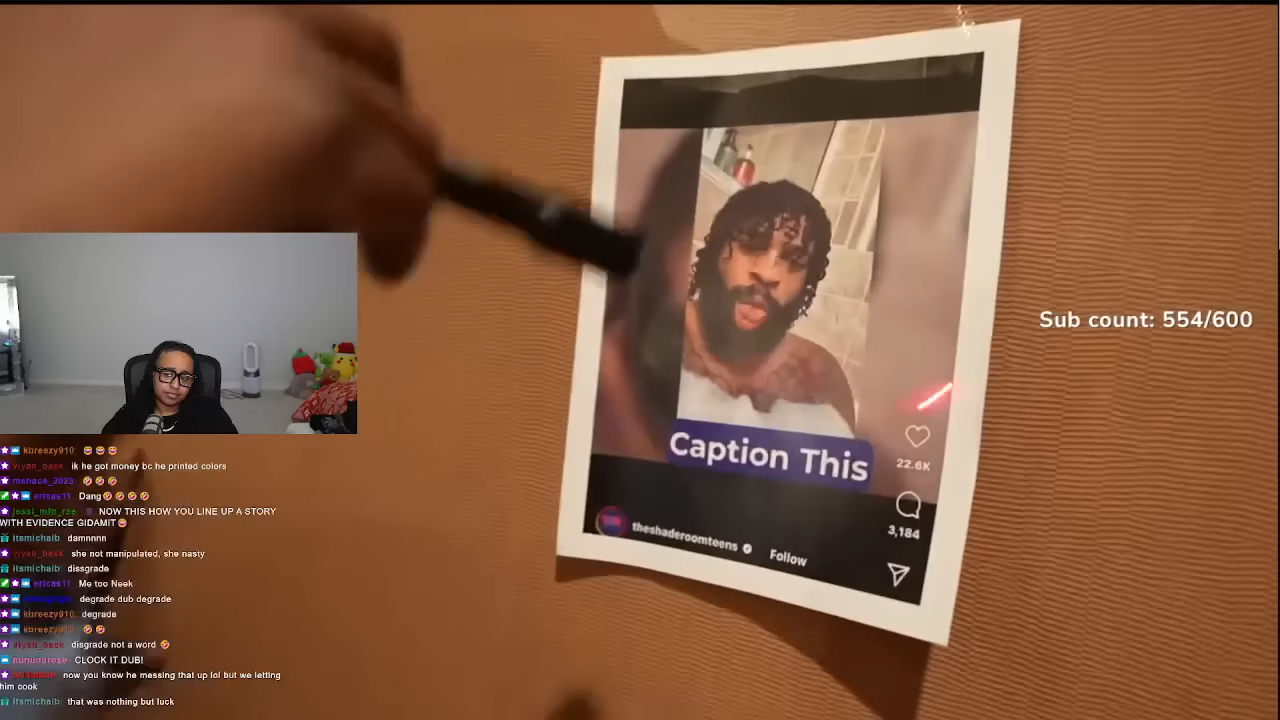 Caption This
22.6K
3,184
theshaderoomteens
Follow
Sub count: 554/600
kbreezy910
ik he got money bc he printed colors
menace_2023
ericas11 Dang
NOW THIS HOW YOU LINE UP A STORY
WITH EVIDENCE GIDAMIT
itsmichaib damnnnn
she not manipulated, she nasty
itsmichaib dissgrade
ericas11 Me too Neek
degrade dub degrade
kbreezy910 degrade
kbreezy910
disgrade not a word
nununurose CLOCK IT DUB!
now you know he messing that up lol but we letting
him cook
itsmichaib that was nothing but luck